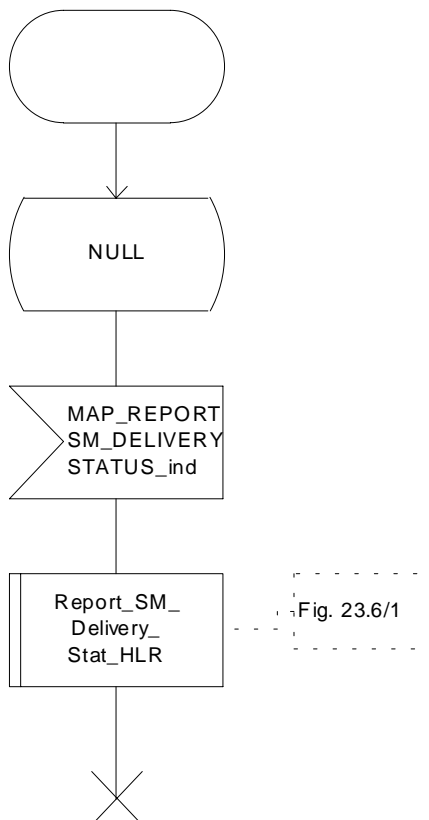 NULL
MAP_REPORT
SM_DELIVERY
STATUS_ind
Report_SM_
Delivery_
Stat_HLR
Fig. 23.6/1